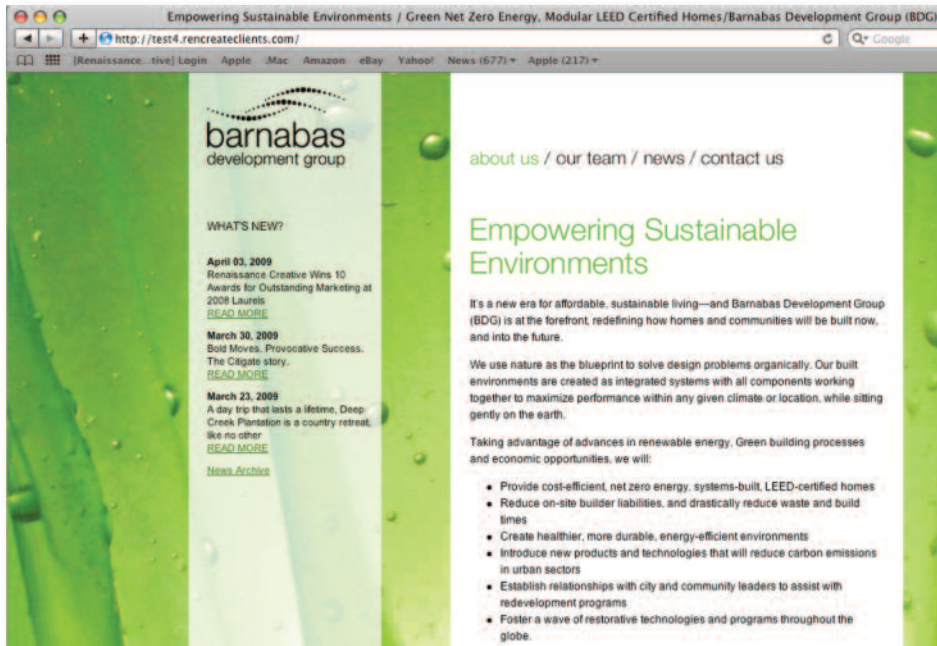 Empowering Sustainable Environments / Green Net Zero Energy, Modular LEED Certified Homes/Barnabas Development Group (BDG)
http://test4.rencreateclients.com/
Google
[Renaissance...tive] Login Apple .Mac Amazon eBay Yahoo! News (677) Apple (217)
barnabas
development group
WHAT'S NEW?
April 03, 2009
Renaissance Creative Wins 10
Awards for Outstanding Marketing at
2008 Laurels
READ MORE
March 30, 2009
Bold Moves. Provocative Success.
The Citigate story.
READ MORE
March 23, 2009
A day trip that lasts a lifetime, Deep
Creek Plantation is a country retreat,
like no other
READ MORE
News Archive
about us / our team / news / contact us
Empowering Sustainable
Environments
It's a new era for affordable, sustainable living—and Barnabas Development Group
(BDG) is at the forefront, redefining how homes and communities will be built now,
and into the future.
We use nature as the blueprint to solve design problems organically. Our built
environments are created as integrated systems with all components working
together to maximize performance within any given climate or location, while sitting
gently on the earth.
Taking advantage of advances in renewable energy, Green building processes
and economic opportunities, we will:
• Provide cost-efficient, net zero energy, systems-built, LEED-certified homes
• Reduce on-site builder liabilities, and drastically reduce waste and build
times
• Create healthier, more durable, energy-efficient environments
• Introduce new products and technologies that will reduce carbon emissions
in urban sectors
• Establish relationships with city and community leaders to assist with
redevelopment programs
• Foster a wave of restorative technologies and programs throughout the
globe.